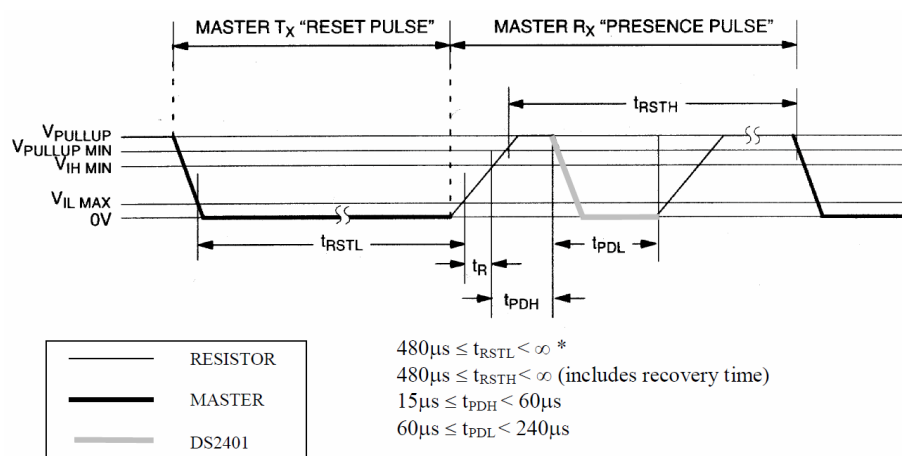 MASTER TX "RESET PULSE" MASTER RX "PRESENCE PULSE"
tRSTH
VPULLUP
VPULLUP MIN
VIH MIN
VIL MAX
0V
tRSTL
tR
tPDL
tPDH
RESISTOR
MASTER
DS2401
480μs ≤ tRSTL < ∞ *
480μs ≤ tRSTH < ∞ (includes recovery time)
15μs ≤ tPDH < 60μs
60μs ≤ tPDL < 240μs